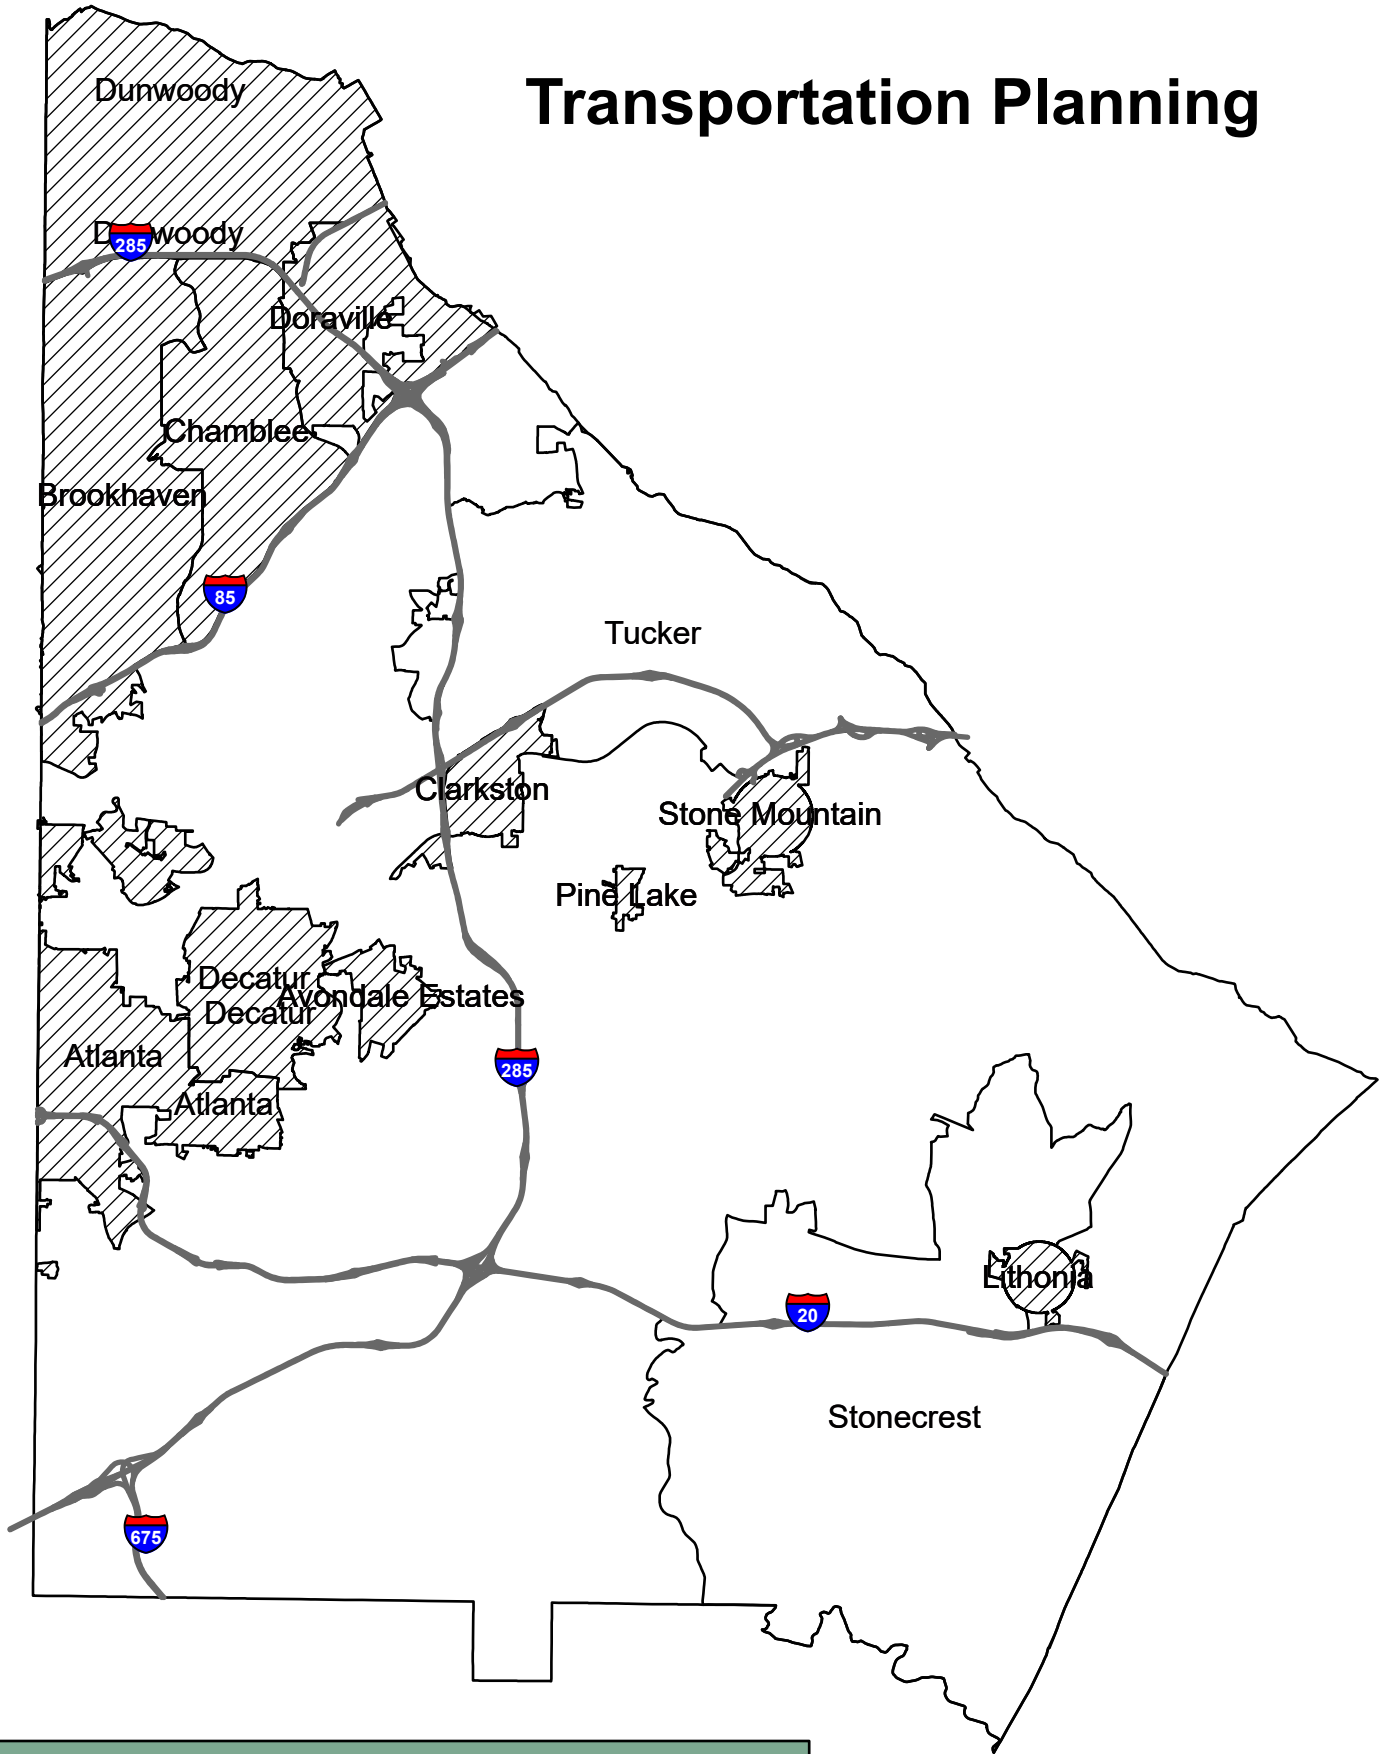 Transportation Planning
Dunwoody
Dunwoody
285
Doraville
Chamblee
Brookhaven
85
Tucker
Clarkston
Stone Mountain
Pine Lake
Decatur
Avondale Estates
Decatur
Atlanta
285
Atlanta
Lithonia
20
Stonecrest
675